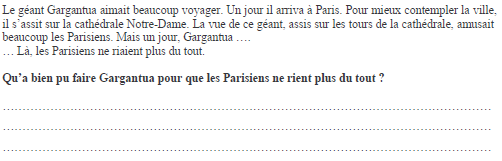 Le géant Gargantua aimait beaucoup voyager. Un jour il arriva à Paris. Pour mieux contempler la ville,
il s'assit sur la cathédrale Notre-Dame. La vue de ce géant, assis sur les tours de la cathédrale, amusait
beaucoup les Parisiens. Mais un jour, Gargantua ….
… Là, les Parisiens ne riaient plus du tout.
Qu'a bien pu faire Gargantua pour que les Parisiens ne rient plus du tout ?